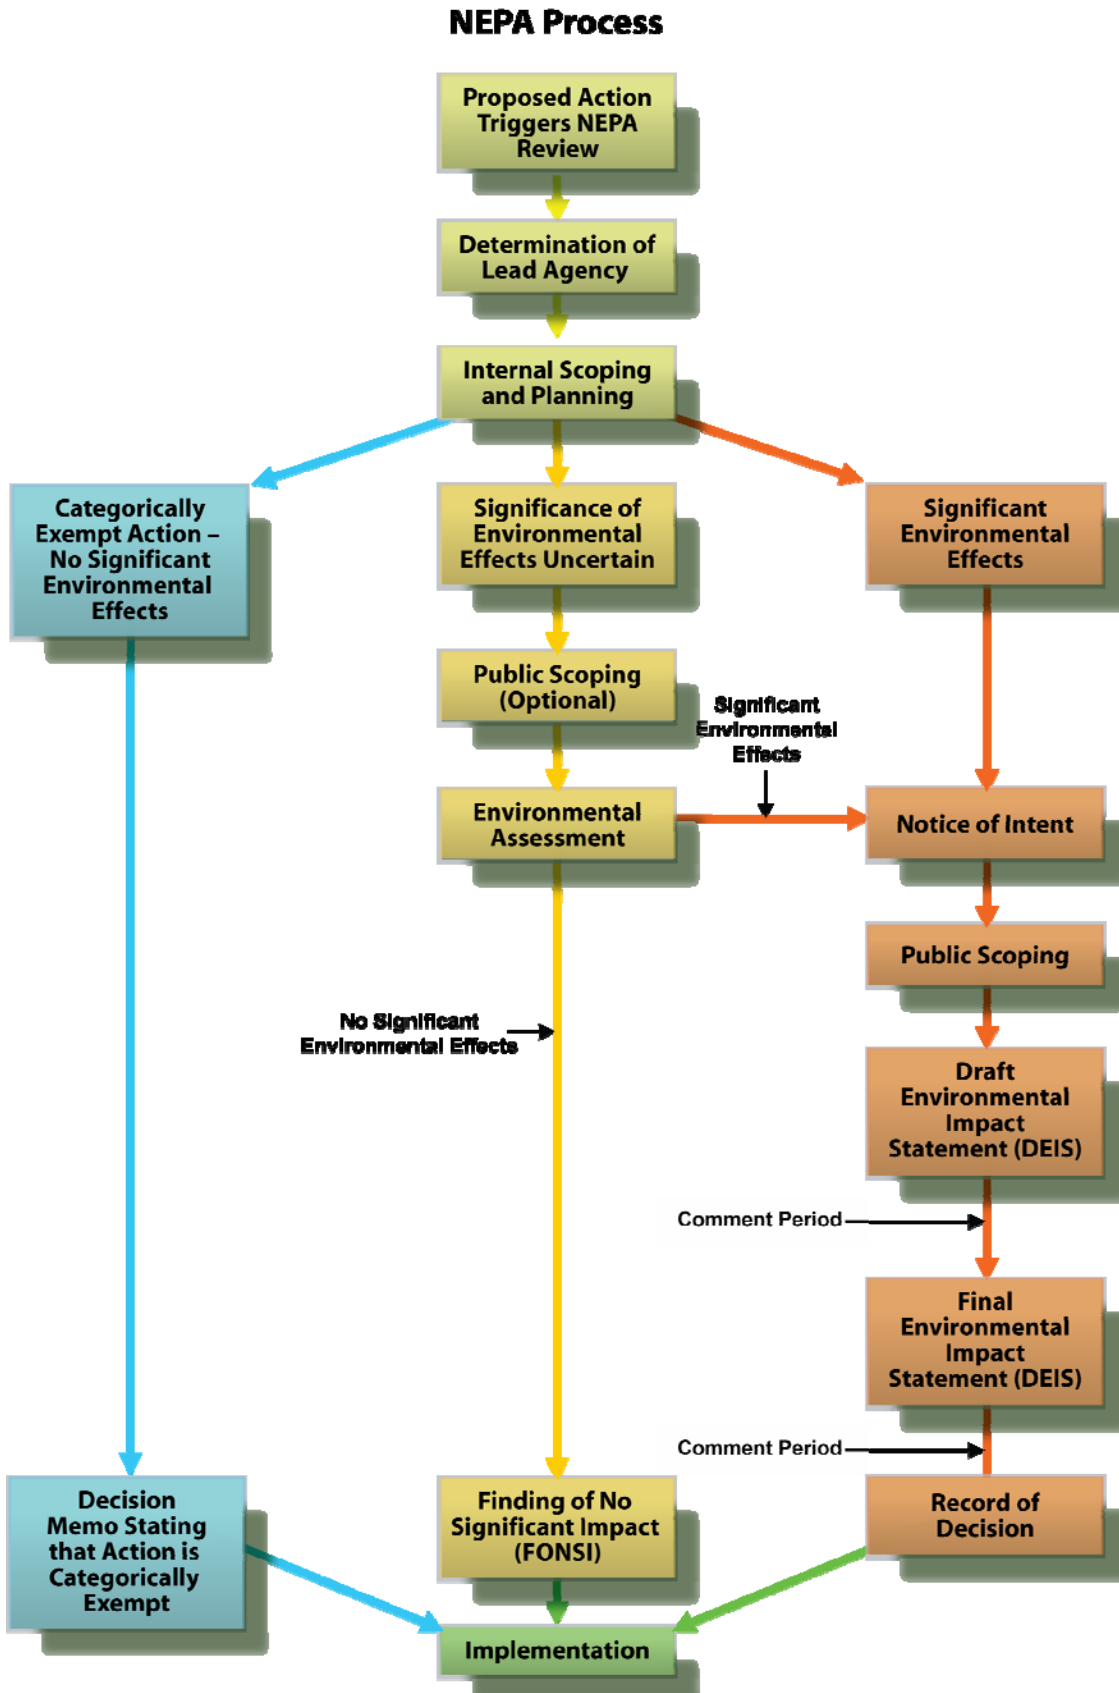 NEPA Process
Proposed Action
Triggers NEPA
Review
Determination of
Lead Agency
Internal Scoping
and Planning
Categorically
Exempt Action –
No Significant
Environmental
Effects
Significance of
Environmental
Effects Uncertain
Significant
Environmental
Effects
Public Scoping
(Optional)
Significant
Environmental
Effects
Environmental
Assessment
Notice of Intent
Public Scoping
No Significant
Environmental Effects
Draft
Environmental
Impact
Statement (DEIS)
Comment Period
Final
Environmental
Impact
Statement (DEIS)
Comment Period
Decision
Memo Stating
that Action is
Categorically
Exempt
Finding of No
Significant Impact
(FONSI)
Record of
Decision
Implementation